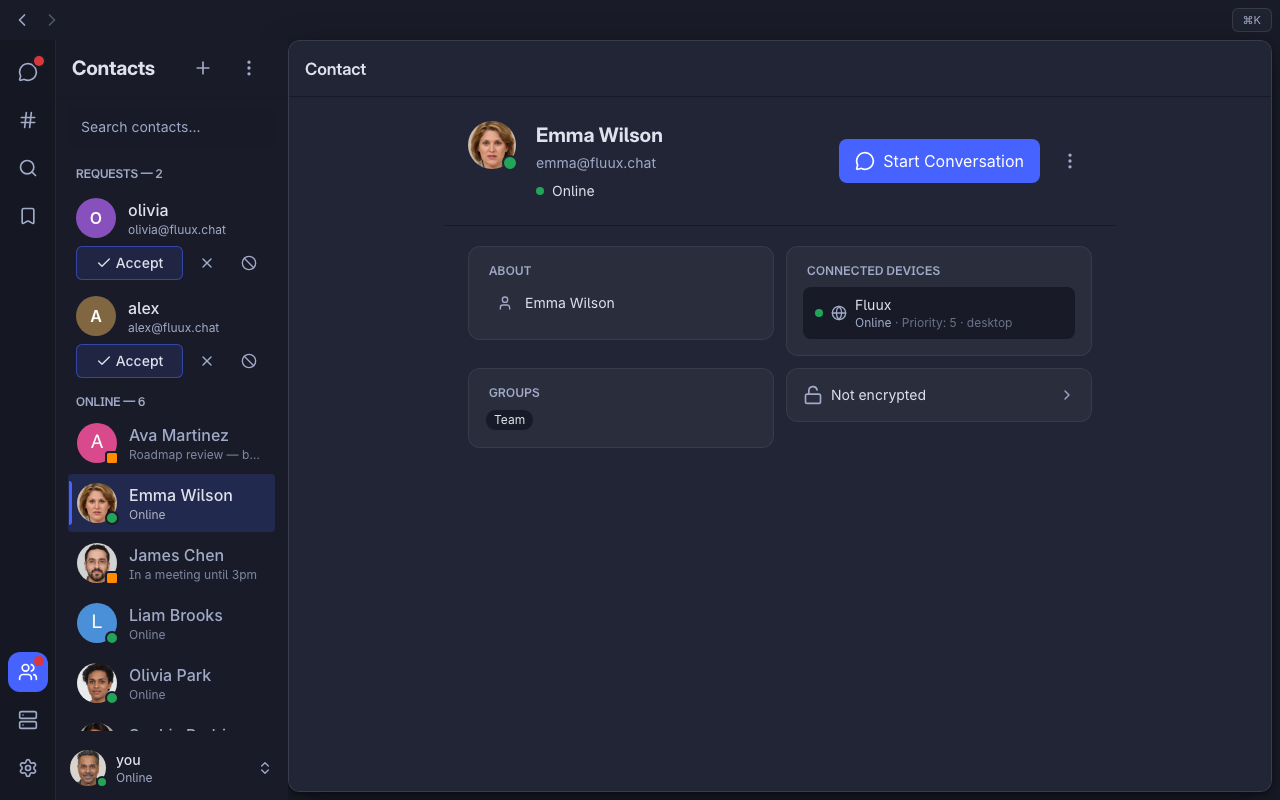 ⌘K
Contacts
Search contacts...
REQUESTS — 2
O
olivia
olivia@fluux.chat
Accept
A
alex
alex@fluux.chat
Accept
ONLINE — 6
A
Ava Martinez
Roadmap review — b...
Emma Wilson
Online
James Chen
In a meeting until 3pm
L
Liam Brooks
Online
Olivia Park
Online
you
Online
Contact
Emma Wilson
emma@fluux.chat
Online
Start Conversation
ABOUT
Emma Wilson
GROUPS
Team
CONNECTED DEVICES
Fluux
Online · Priority: 5 · desktop
Not encrypted